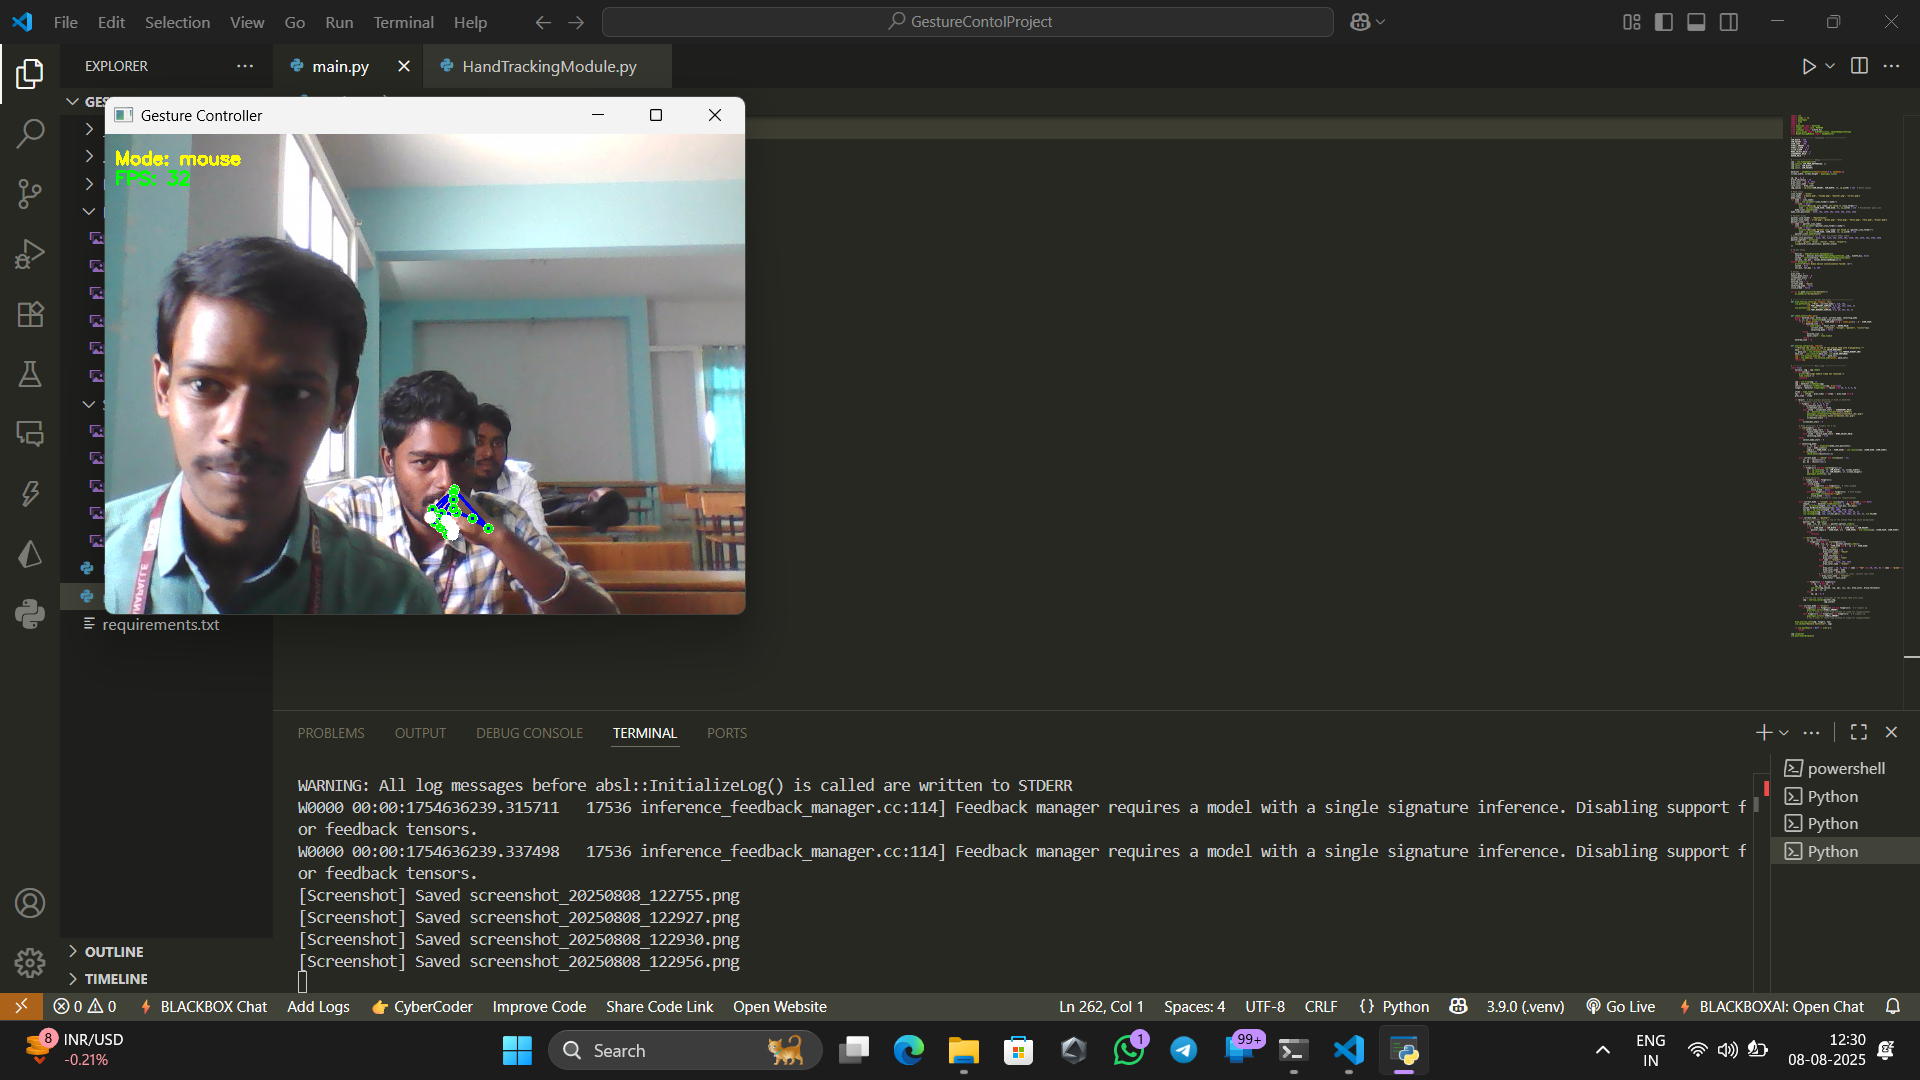 File Edit Selection View Go Run Terminal Help
GestureContolProject
EXPLORER
main.py
HandTrackingModule.py
GES
Gesture Controller
Mode: mouse
FPS: 32
requirements.txt
OUTLINE
TIMELINE
PROBLEMS OUTPUT DEBUG CONSOLE TERMINAL PORTS
WARNING: All log messages before absl::InitializeLog() is called are written to STDERR
W0000 00:00:1754636239.315711 17536 inference_feedback_manager.cc:114] Feedback manager requires a model with a single signature inference. Disabling support f
or feedback tensors.
W0000 00:00:1754636239.337498 17536 inference_feedback_manager.cc:114] Feedback manager requires a model with a single signature inference. Disabling support f
or feedback tensors.
[Screenshot] Saved screenshot_20250808_122755.png
[Screenshot] Saved screenshot_20250808_122927.png
[Screenshot] Saved screenshot_20250808_122930.png
[Screenshot] Saved screenshot_20250808_122956.png
powershell
Python
Python
Python
0 0 BLACKBOX Chat Add Logs CyberCoder Improve Code Share Code Link Open Website
Ln 262, Col 1 Spaces: 4 UTF-8 CRLF {} Python 3.9.0 (.venv) Go Live BLACKBOXAI: Open Chat
8
INR/USD
-0.21%
Search
1
99+
ENG
IN
12:30
08-08-2025